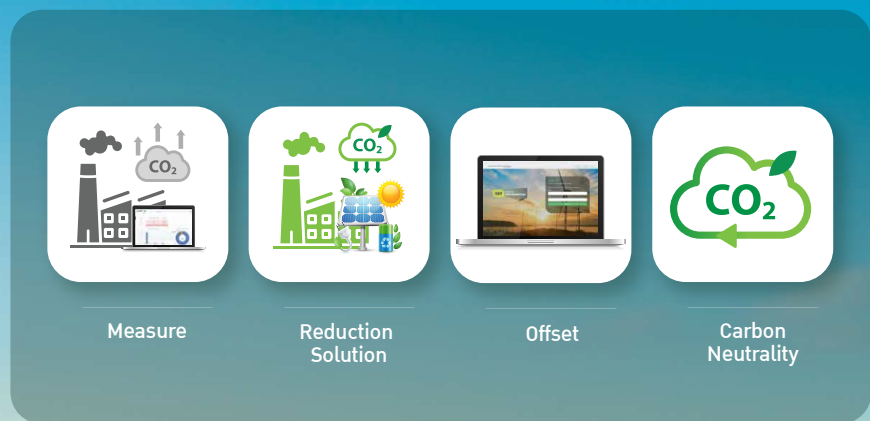 CO₂
CO₂
CO₂
Measure
Reduction
Solution
Offset
Carbon
Neutrality